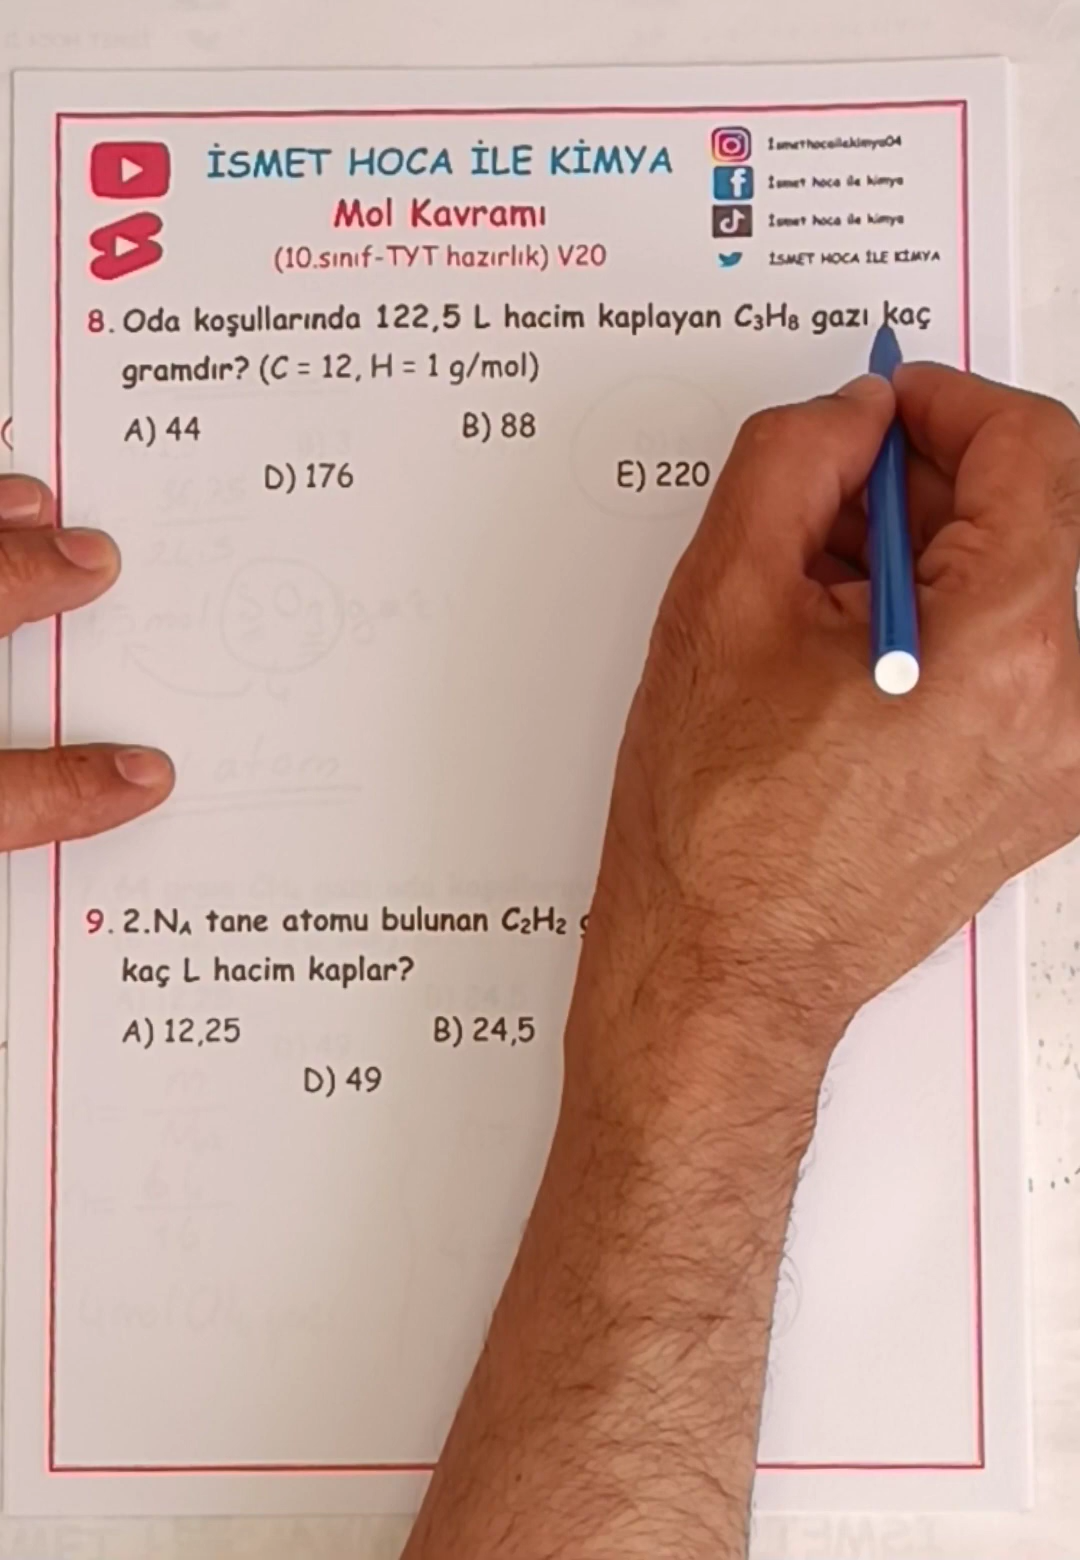 İSMET HOCA İLE KİMYA
Mol Kavramı
(10.sınıf-TYT hazırlık) V20
İsmethocailekimya04
İsmet hoca ile kimya
İsmet hoca ile kimya
İSMET HOCA İLE KİMYA
8. Oda koşullarında 122,5 L hacim kaplayan C₃H₈ gazı kaç
gramdır? (C = 12, H = 1 g/mol)
A) 44 B) 88
D) 176 E) 220
9. 2.Nᴀ tane atomu bulunan C₂H₂
kaç L hacim kaplar?
A) 12,25 B) 24,5
D) 49